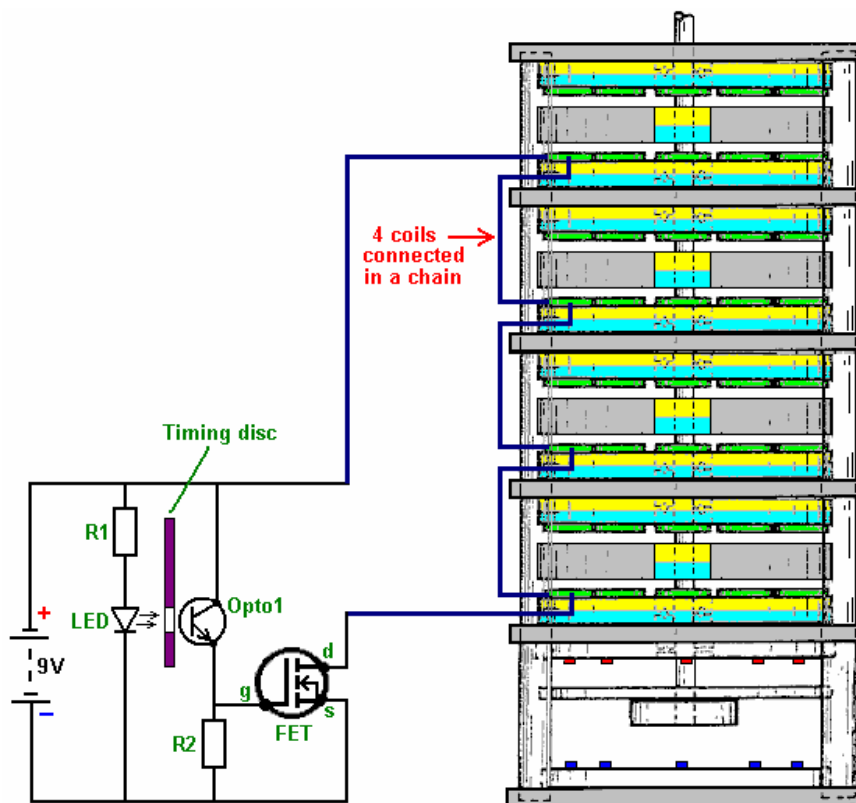 4 coils
connected
in a chain
Timing disc
R1
LED
Opto1
+
9V
−
d
g
s
FET
R2